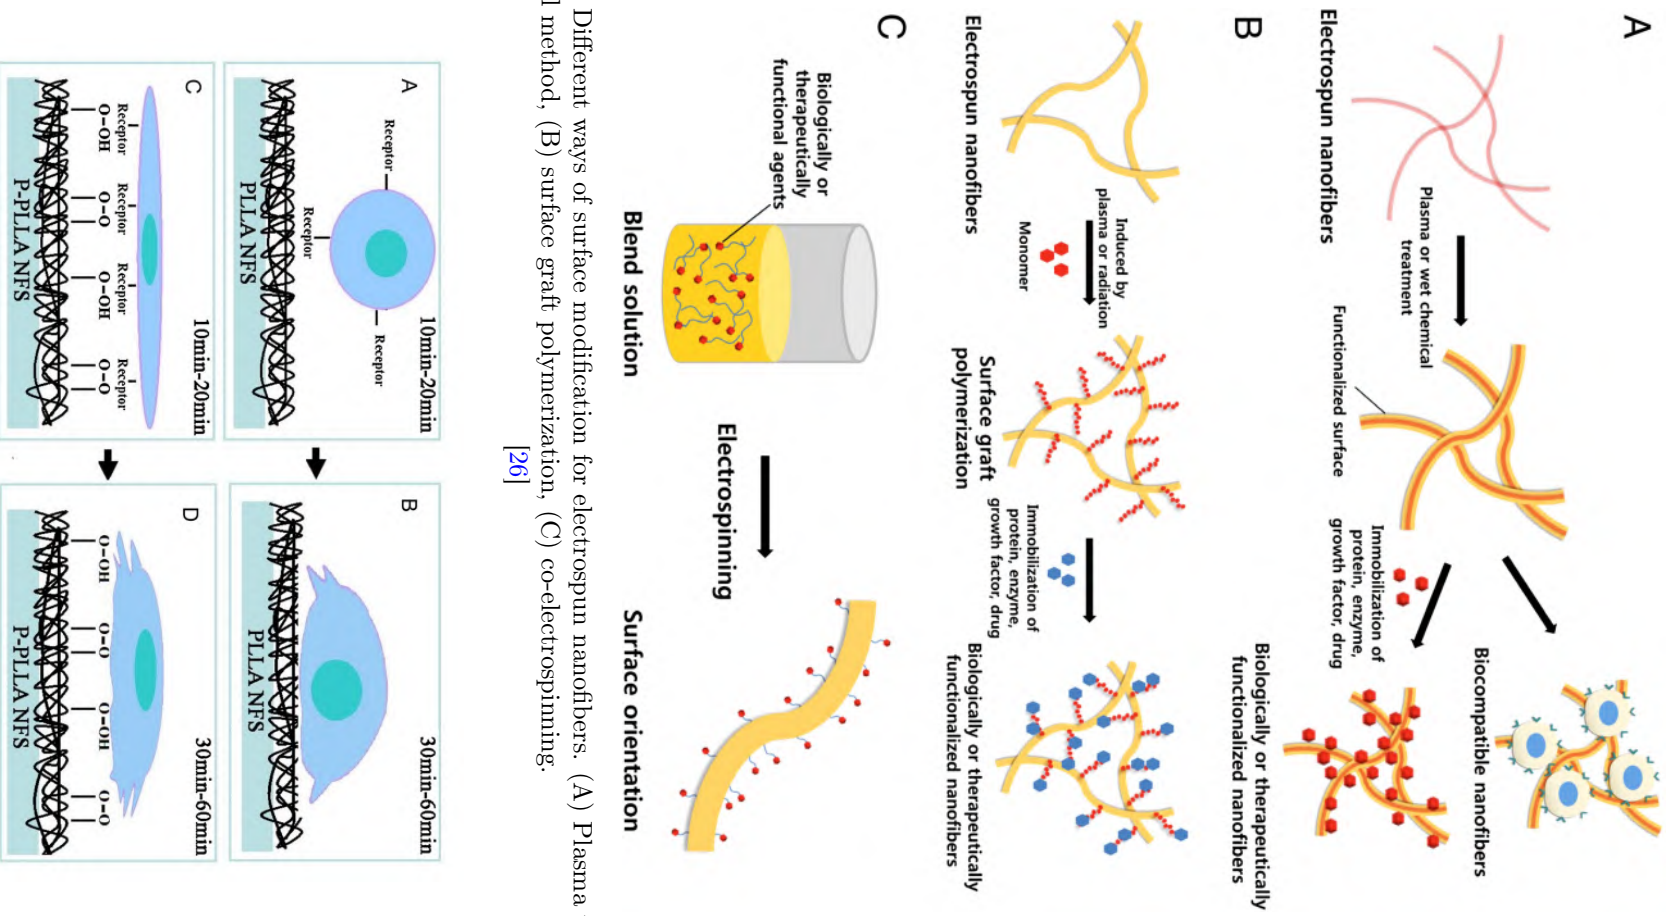 A
Electrospun nanofibers
Plasma or wet chemical
treatment
Functionalized surface
Immobilization of
protein, enzyme,
growth factor, drug
Biocompatible nanofibers
Biologically or therapeutically
functionalized nanofibers
B
Electrospun nanofibers
Induced by
plasma or radiation
Monomer
Surface graft
polymerization
Immobilization of
protein, enzyme,
growth factor, drug
Biologically or therapeutically
functionalized nanofibers
C
Biologically or
therapeutically
functional agents
Blend solution
Electrospinning
Surface orientation
Different ways of surface modification for electrospun nanofibers. (A) Plasma
method, (B) surface graft polymerization, (C) co-electrospinning.
[26]
A
10min-20min
Receptor
Receptor
Receptor
PLLA NFS
B
30min-60min
PLLA NFS
C
10min-20min
Receptor
Receptor
Receptor
Receptor
O-OH
O-O
O-OH
O-O
P-PLLA NFS
D
30min-60min
O-OH
O-O
O-OH
O-O
P-PLLA NFS